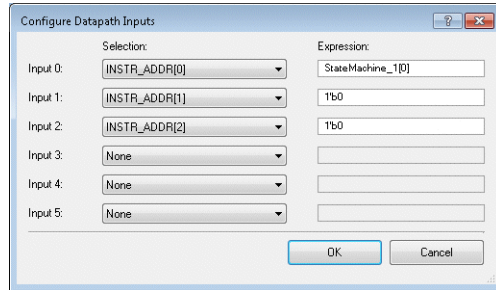 Configure Datapath Inputs
Selection: Expression:
Input 0: INSTR_ADDR[0] StateMachine_1[0]
Input 1: INSTR_ADDR[1] 1'b0
Input 2: INSTR_ADDR[2] 1'b0
Input 3: None
Input 4: None
Input 5: None
OK Cancel